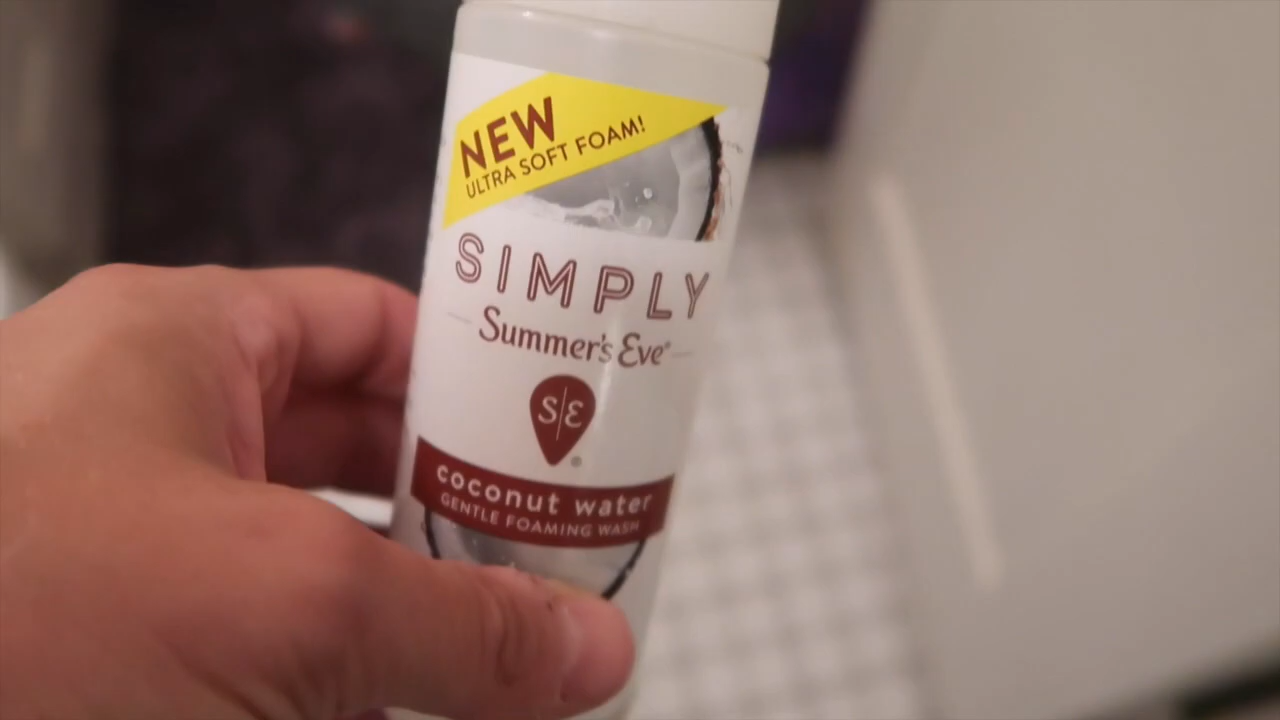 NEW
ULTRA SOFT FOAM!
SIMPLY
Summer's Eve®
S|E
®
coconut water
GENTLE FOAMING WASH